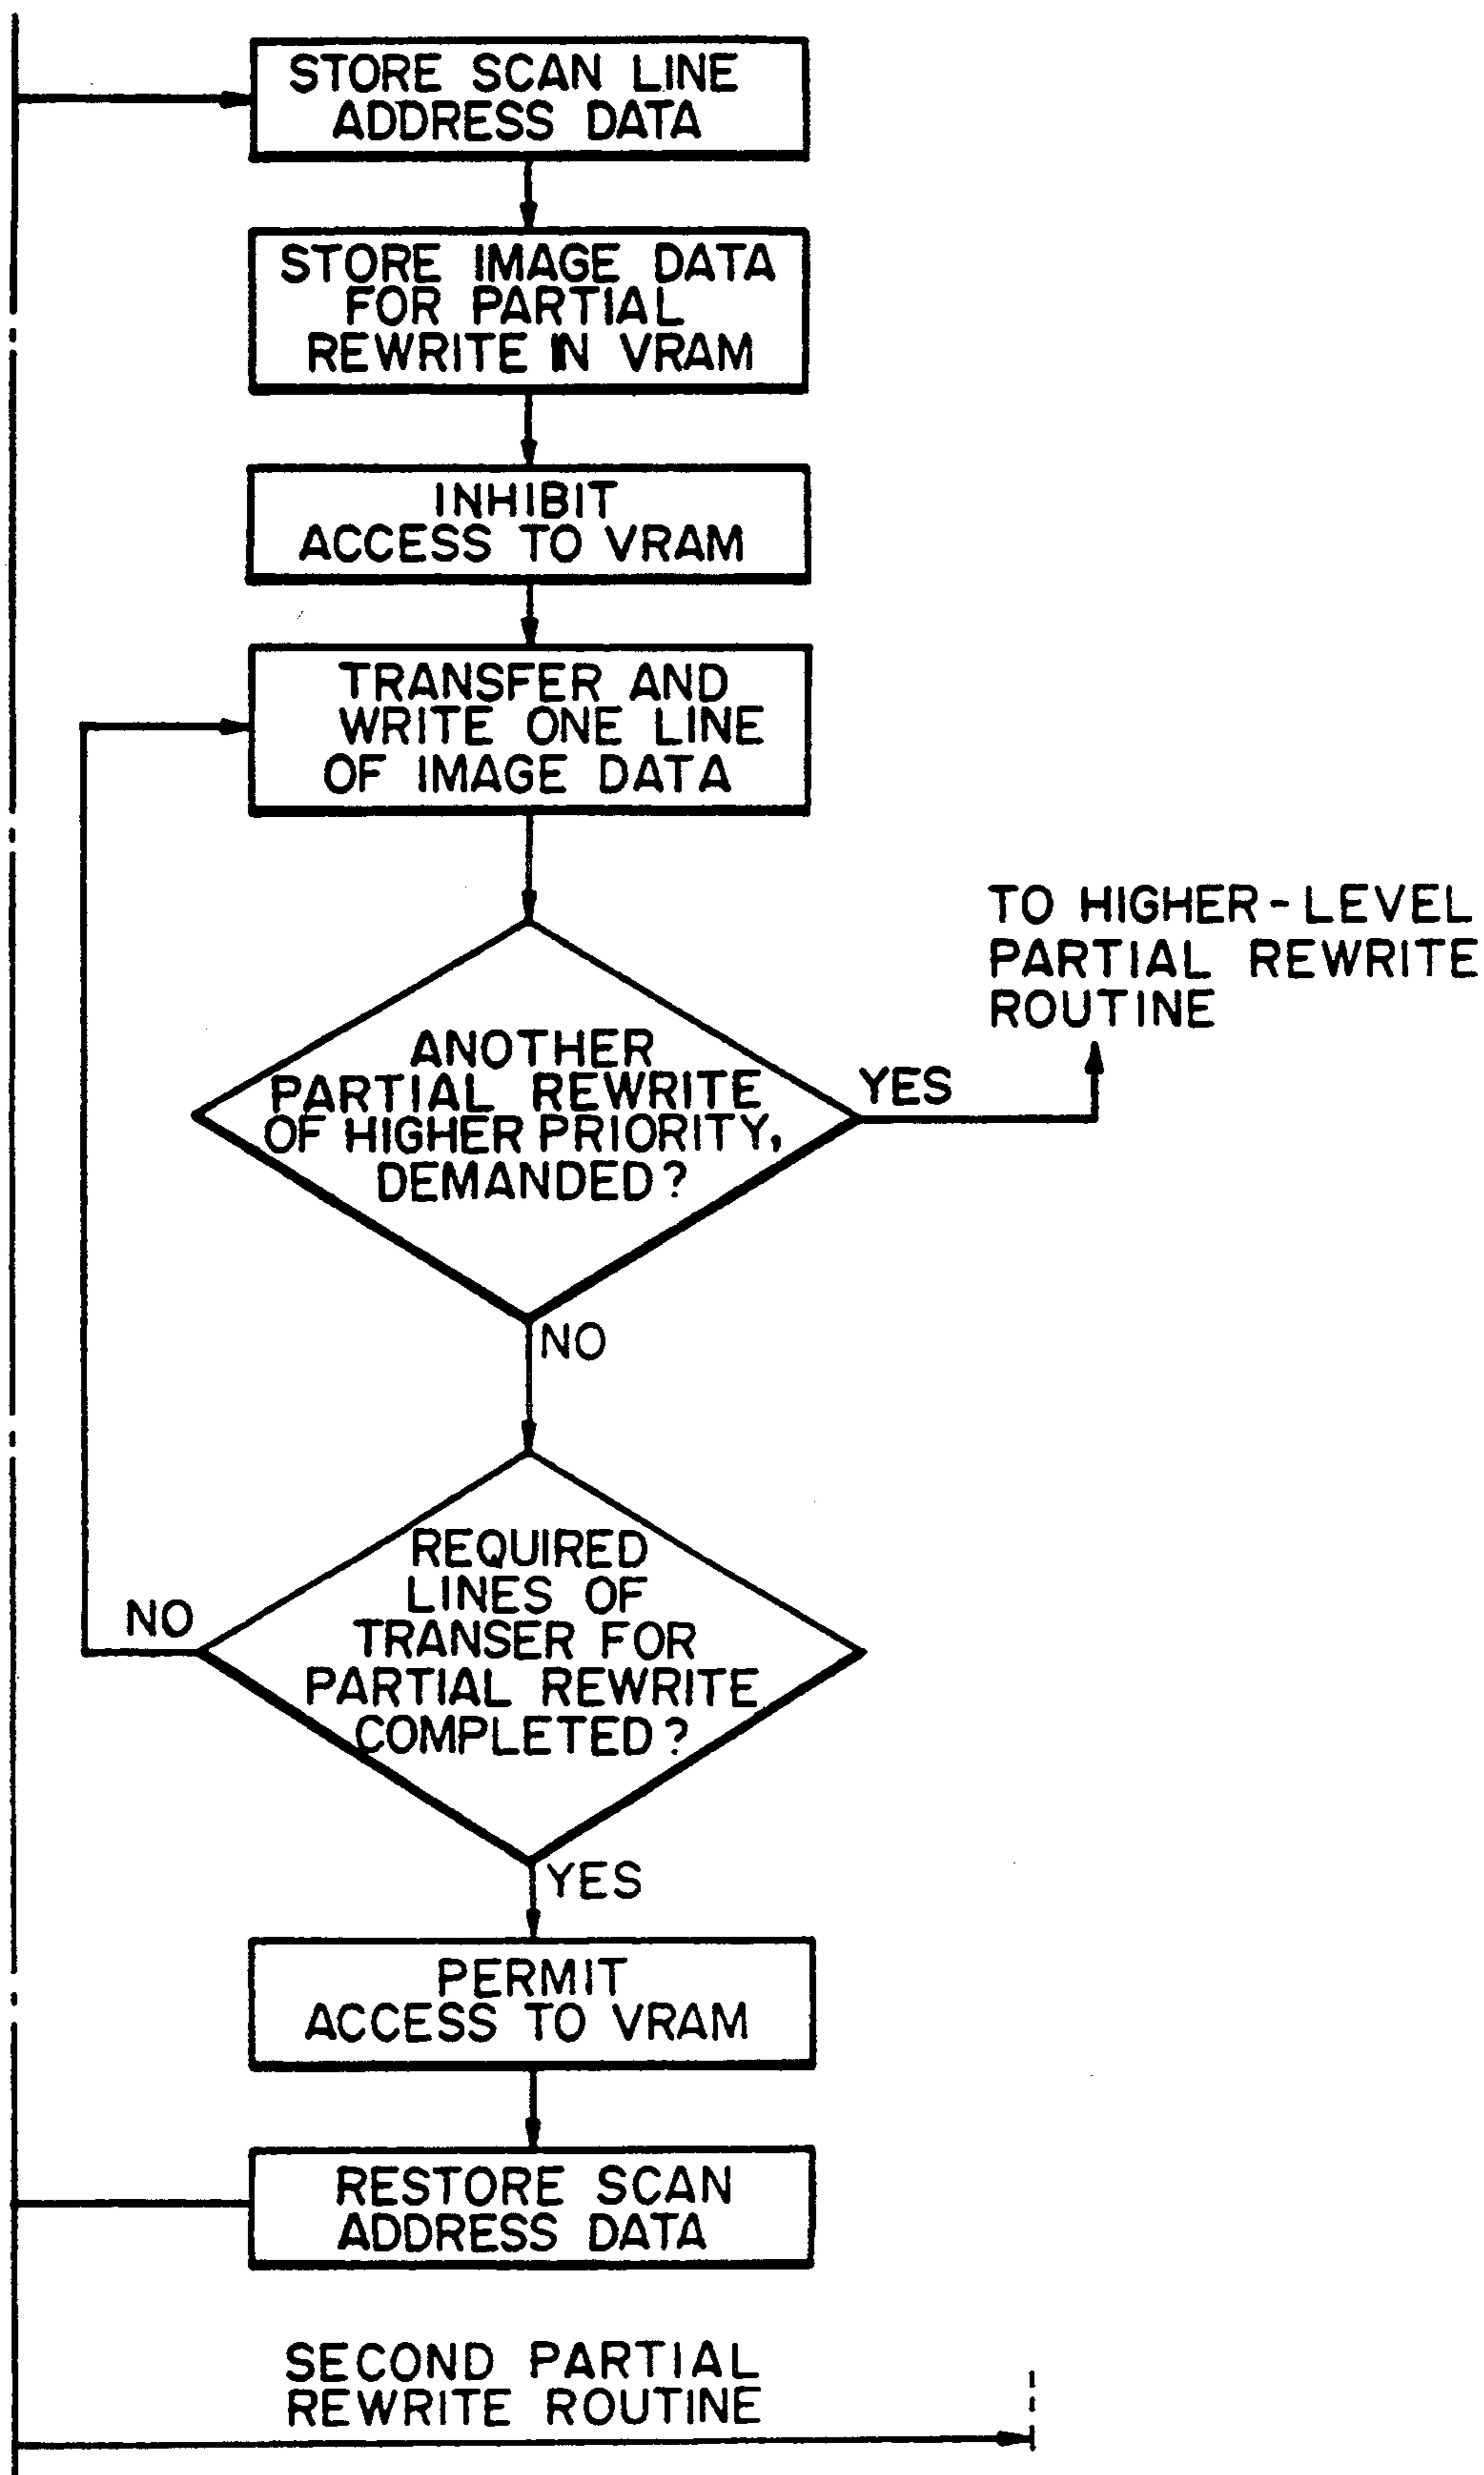 STORE SCAN LINE
ADDRESS DATA
STORE IMAGE DATA
FOR PARTIAL
REWRITE IN VRAM
INHIBIT
ACCESS TO VRAM
TRANSFER AND
WRITE ONE LINE
OF IMAGE DATA
TO HIGHER-LEVEL
PARTIAL REWRITE
ROUTINE
ANOTHER
PARTIAL REWRITE
OF HIGHER PRIORITY,
DEMANDED?
YES
NO
REQUIRED
LINES OF
TRANSER FOR
PARTIAL REWRITE
COMPLETED?
NO
YES
PERMIT
ACCESS TO VRAM
RESTORE SCAN
ADDRESS DATA
SECOND PARTIAL
REWRITE ROUTINE